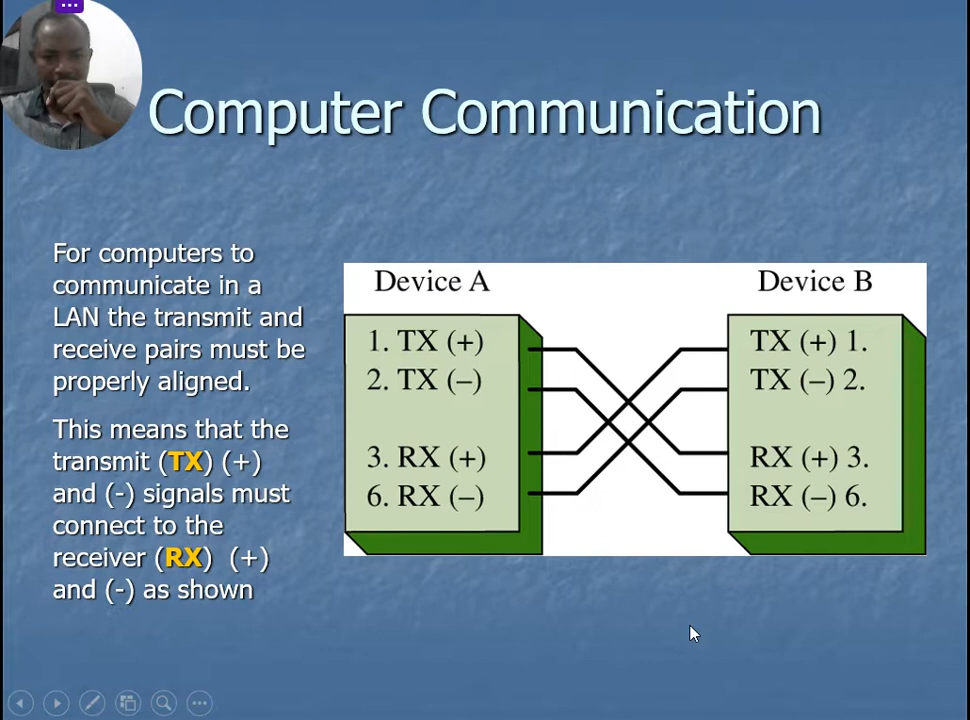 Computer Communication
For computers to
communicate in a
LAN the transmit and
receive pairs must be
properly aligned.
This means that the
transmit (TX) (+)
and (-) signals must
connect to the
receiver (RX) (+)
and (-) as shown
Device A
1. TX (+)
2. TX (–)
3. RX (+)
6. RX (–)
Device B
TX (+) 1.
TX (–) 2.
RX (+) 3.
RX (–) 6.